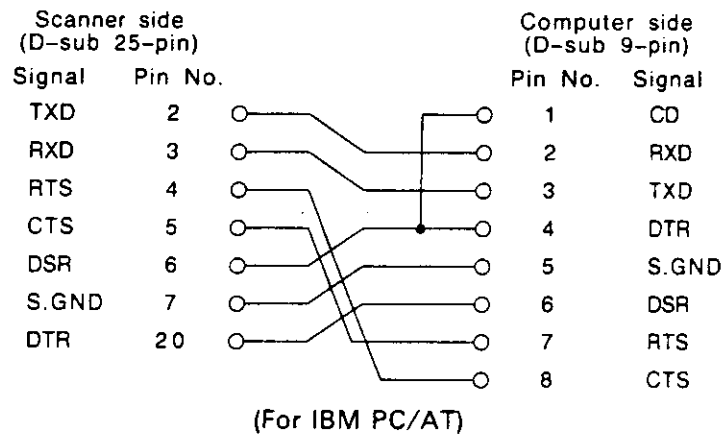 Scanner side Computer side
(D-sub 25-pin) (D-sub 9-pin)
Signal Pin No. Pin No. Signal
TXD 2 1 CD
RXD 3 2 RXD
RTS 4 3 TXD
CTS 5 4 DTR
DSR 6 5 S.GND
S.GND 7 6 DSR
DTR 20 7 RTS
8 CTS
(For IBM PC/AT)